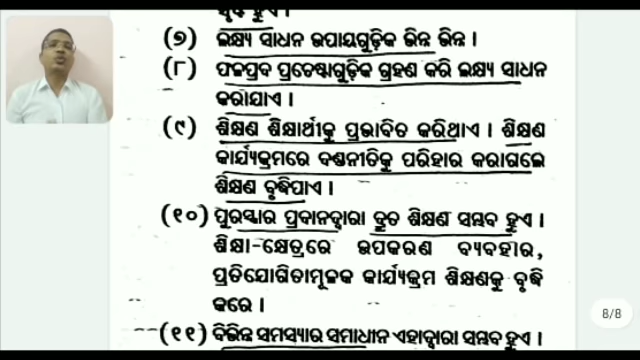 ସୃଷ୍ଟି ହୁଏ ।
(୭) ଲକ୍ଷ୍ୟ ସାଧନ ଉପାୟଗୁଡ଼ିକ ଭିନ୍ନ ଭିନ୍ନ ।
(୮) ଫଳପ୍ରଦ ପ୍ରଚେଷ୍ଟାଗୁଡ଼ିକ ଗ୍ରହଣ କରି ଲକ୍ଷ୍ୟ ସାଧନ
କରାଯାଏ ।
(୯) ଶିକ୍ଷଣ ଶିକ୍ଷାର୍ଥୀକୁ ପ୍ରଭାବିତ କରିଥାଏ । ଶିକ୍ଷଣ
କାର୍ଯ୍ୟକ୍ରମରେ ଦଣ୍ଡନୀତିକୁ ପରିହାର କରାଗଲେ
ଶିକ୍ଷଣ ବୃଦ୍ଧିପାଏ ।
(୧୦) ପୁରସ୍କାର ପ୍ରଦାନଦ୍ୱାରା ଦ୍ରୁତ ଶିକ୍ଷଣ ସମ୍ଭବ ହୁଏ ।
ଶିକ୍ଷା-କ୍ଷେତ୍ରରେ ଉପକରଣ ବ୍ୟବହାର,
ପ୍ରତିଯୋଗିତାମୂଳକ କାର୍ଯ୍ୟକ୍ରମ ଶିକ୍ଷଣକୁ ବୃଦ୍ଧି
କରେ ।
8/8
(୧୧) ବିଭିନ୍ନ ସମସ୍ୟାର ସମାଧାନ ଏହାଦ୍ୱାରା ସମ୍ଭବ ହୁଏ ।